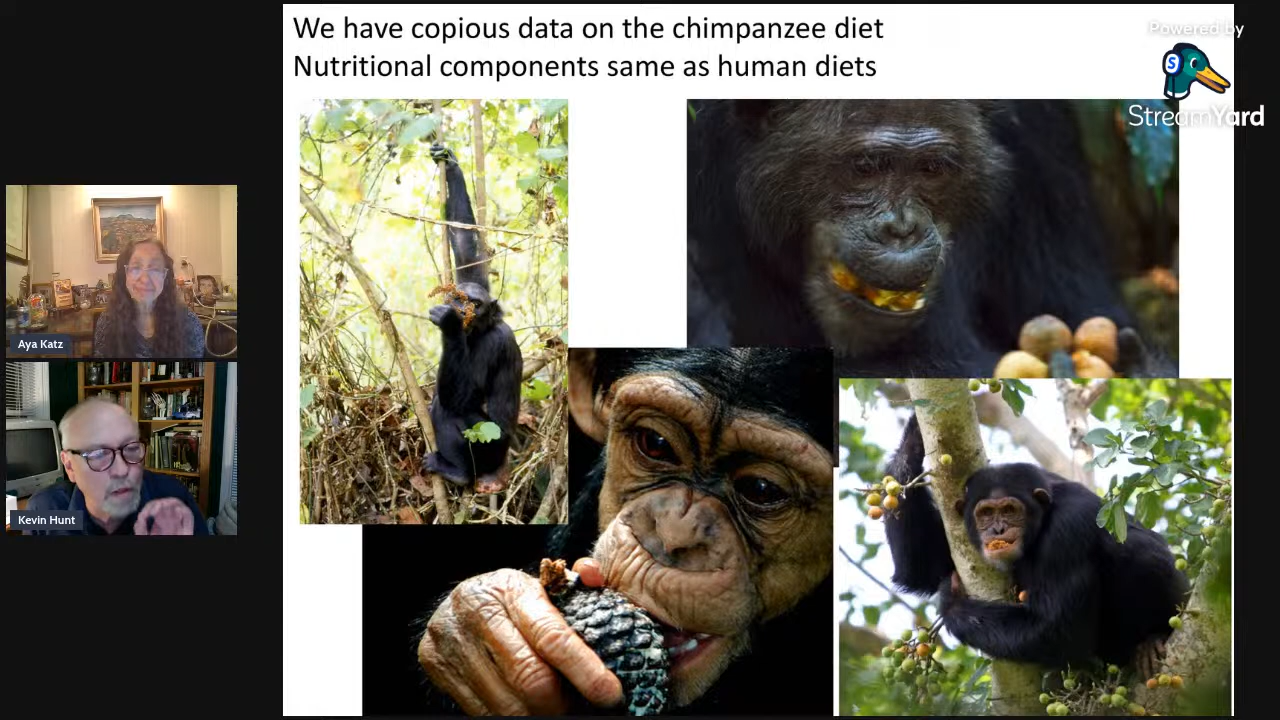 We have copious data on the chimpanzee diet
Nutritional components same as human diets
Powered by
S
StreamYard
Aya Katz
Kevin Hunt